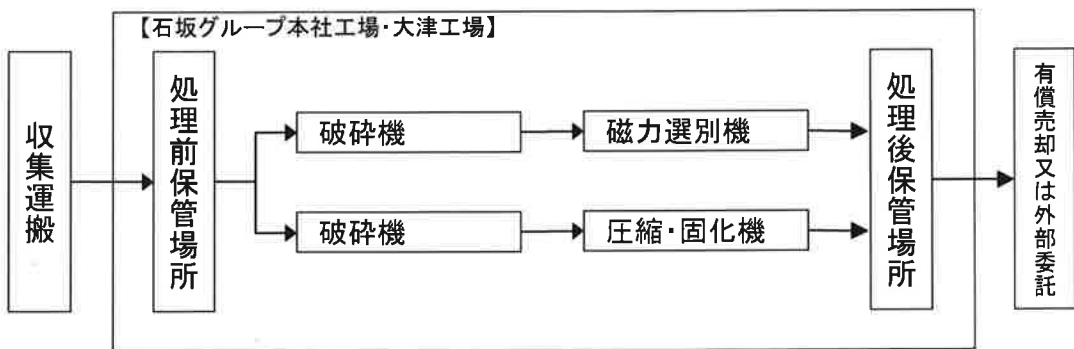 【石坂グループ本社工場・大津工場】
収集運搬
処理前保管場所
破砕機
磁力選別機
破砕機
圧縮・固化機
処理後保管場所
有償売却又は外部委託